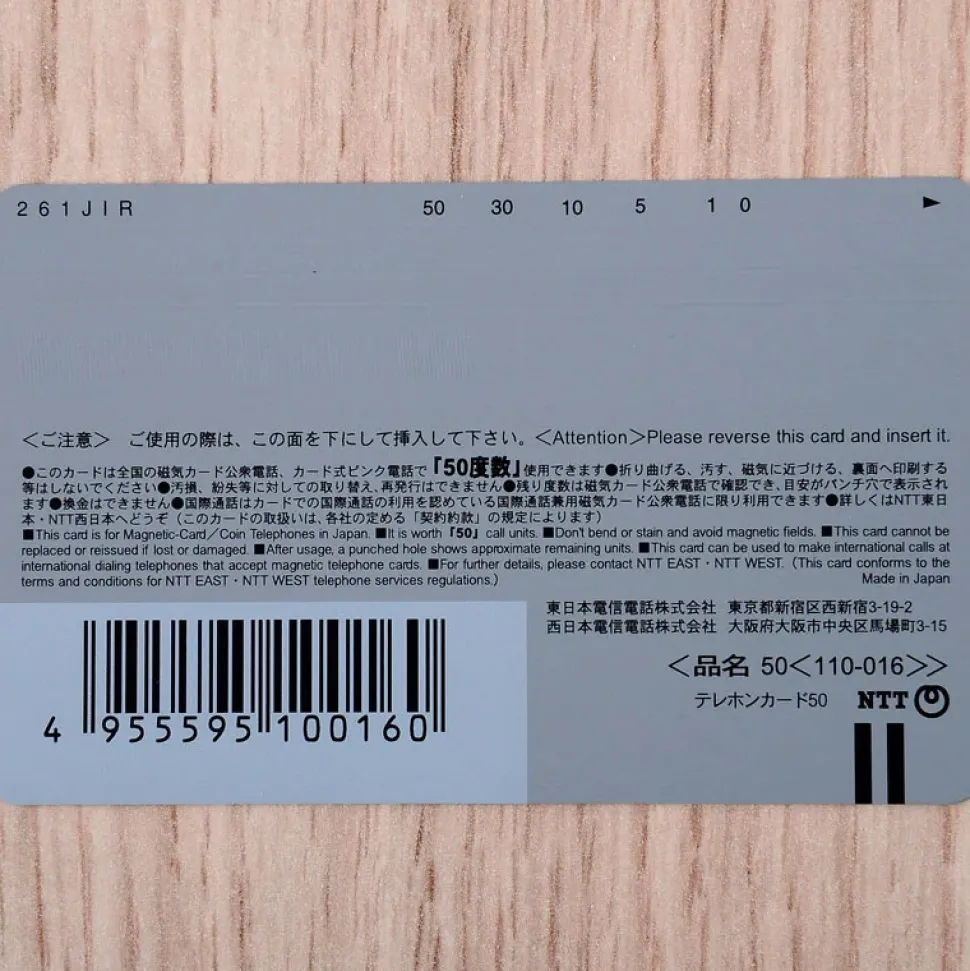 261JIR 50 30 10 5 1 0 ▶
＜ご注意＞ ご使用の際は、この面を下にして挿入して下さい。＜Attention＞Please reverse this card and insert it.
●このカードは全国の磁気カード公衆電話、カード式ピンク電話で「50度数」使用できます●折り曲げる、汚す、磁気に近づける、裏面へ印刷する
等はしないでください●汚損、紛失等に対しての取り替え、再発行はできません●残り度数は磁気カード公衆電話で確認でき、目安がパンチ穴で表示されま
す●換金はできません●国際通話はカードでの国際通話の利用を認めている国際通話兼用磁気カード公衆電話に限り利用できます●詳しくはNTT東日
本・NTT西日本へどうぞ（このカードの取扱いは、各社の定める「契約約款」の規定によります）
■This card is for Magnetic-Card／Coin Telephones in Japan. ■It is worth「50」call units. ■Don't bend or stain and avoid magnetic fields. ■This card cannot be
replaced or reissued if lost or damaged. ■After usage, a punched hole shows approximate remaining units. ■This card can be used to make international calls at
international dialing telephones that accept magnetic telephone cards. ■For further details, please contact NTT EAST・NTT WEST.（This card conforms to the
terms and conditions for NTT EAST・NTT WEST telephone services regulations.） Made in Japan
東日本電信電話株式会社 東京都新宿区西新宿3-19-2
西日本電信電話株式会社 大阪府大阪市中央区馬場町3-15
＜品名 50＜110-016＞＞
テレホンカード50 NTT
4 955595 100160